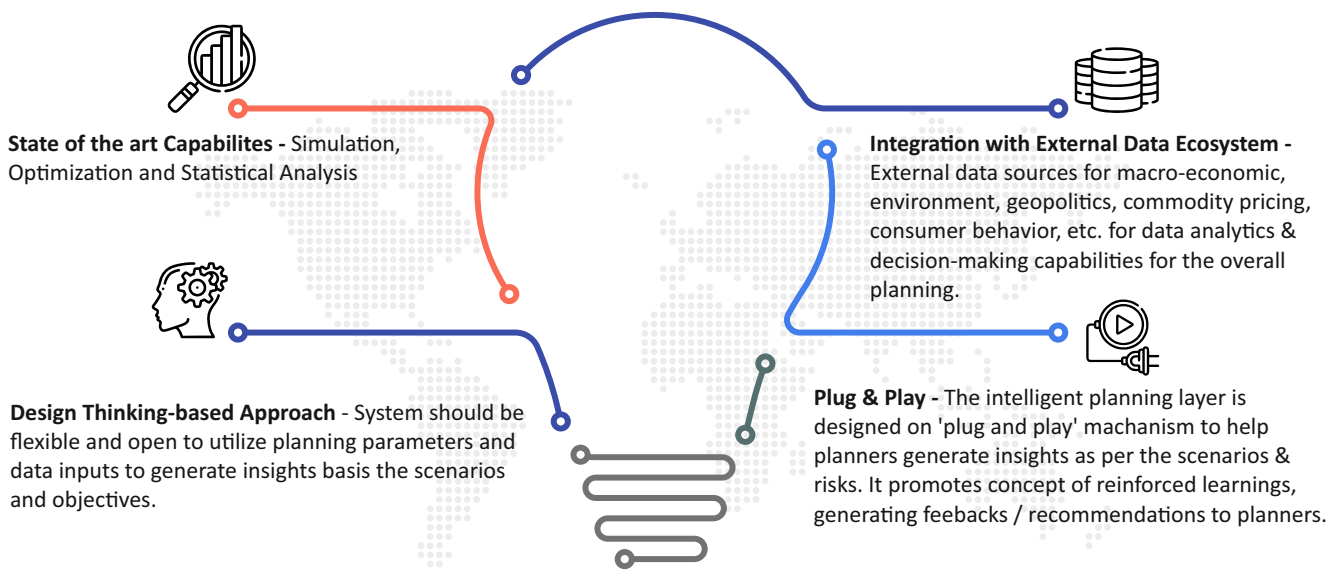 State of the art Capabilites - Simulation,
Optimization and Statistical Analysis
Integration with External Data Ecosystem -
External data sources for macro-economic,
environment, geopolitics, commodity pricing,
consumer behavior, etc. for data analytics &
decision-making capabilities for the overall
planning.
Design Thinking-based Approach - System should be
flexible and open to utilize planning parameters and
data inputs to generate insights basis the scenarios
and objectives.
Plug & Play - The intelligent planning layer is
designed on 'plug and play' machanism to help
planners generate insights as per the scenarios &
risks. It promotes concept of reinforced learnings,
generating feebacks / recommendations to planners.